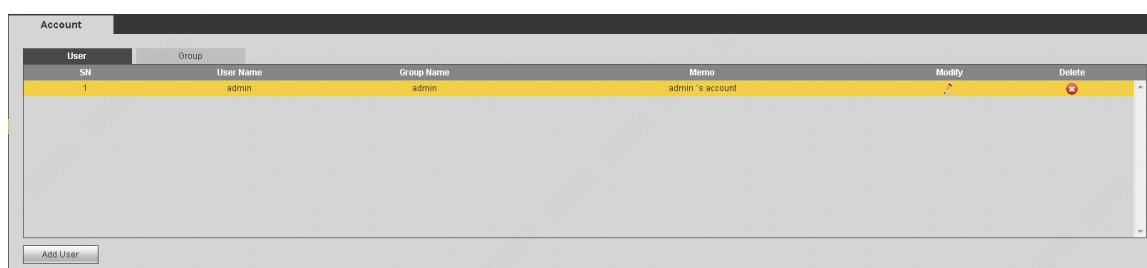 Account
User Group
SN User Name Group Name Memo Modify Delete
1 admin admin admin 's account
Add User